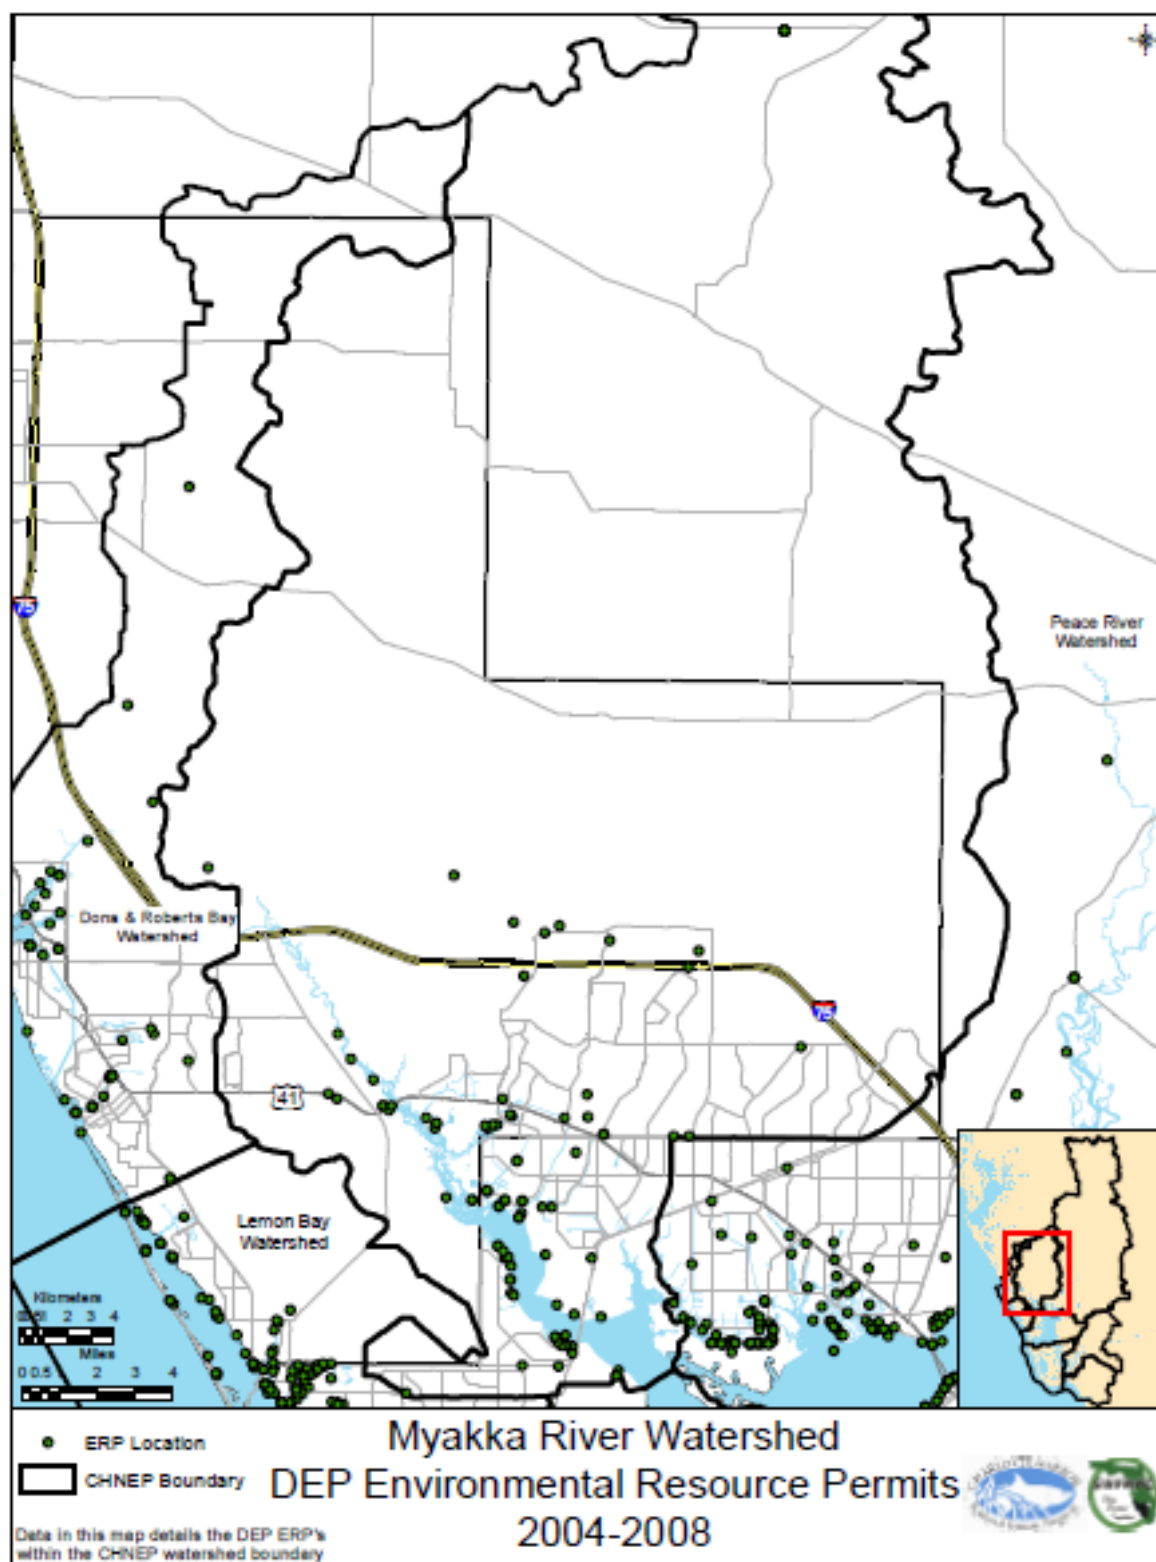 75
Peace River
Watershed
Dona & Roberts Bay
Watershed
75
41
Lemon Bay
Watershed
Kilometers
2 3 4
Miles
0 0.5 1 2 3 4
ERP Location
CHNEP Boundary
Myakka River Watershed
DEP Environmental Resource Permits
2004-2008
Data in this map details the DEP ERP's
within the CHNEP watershed boundary